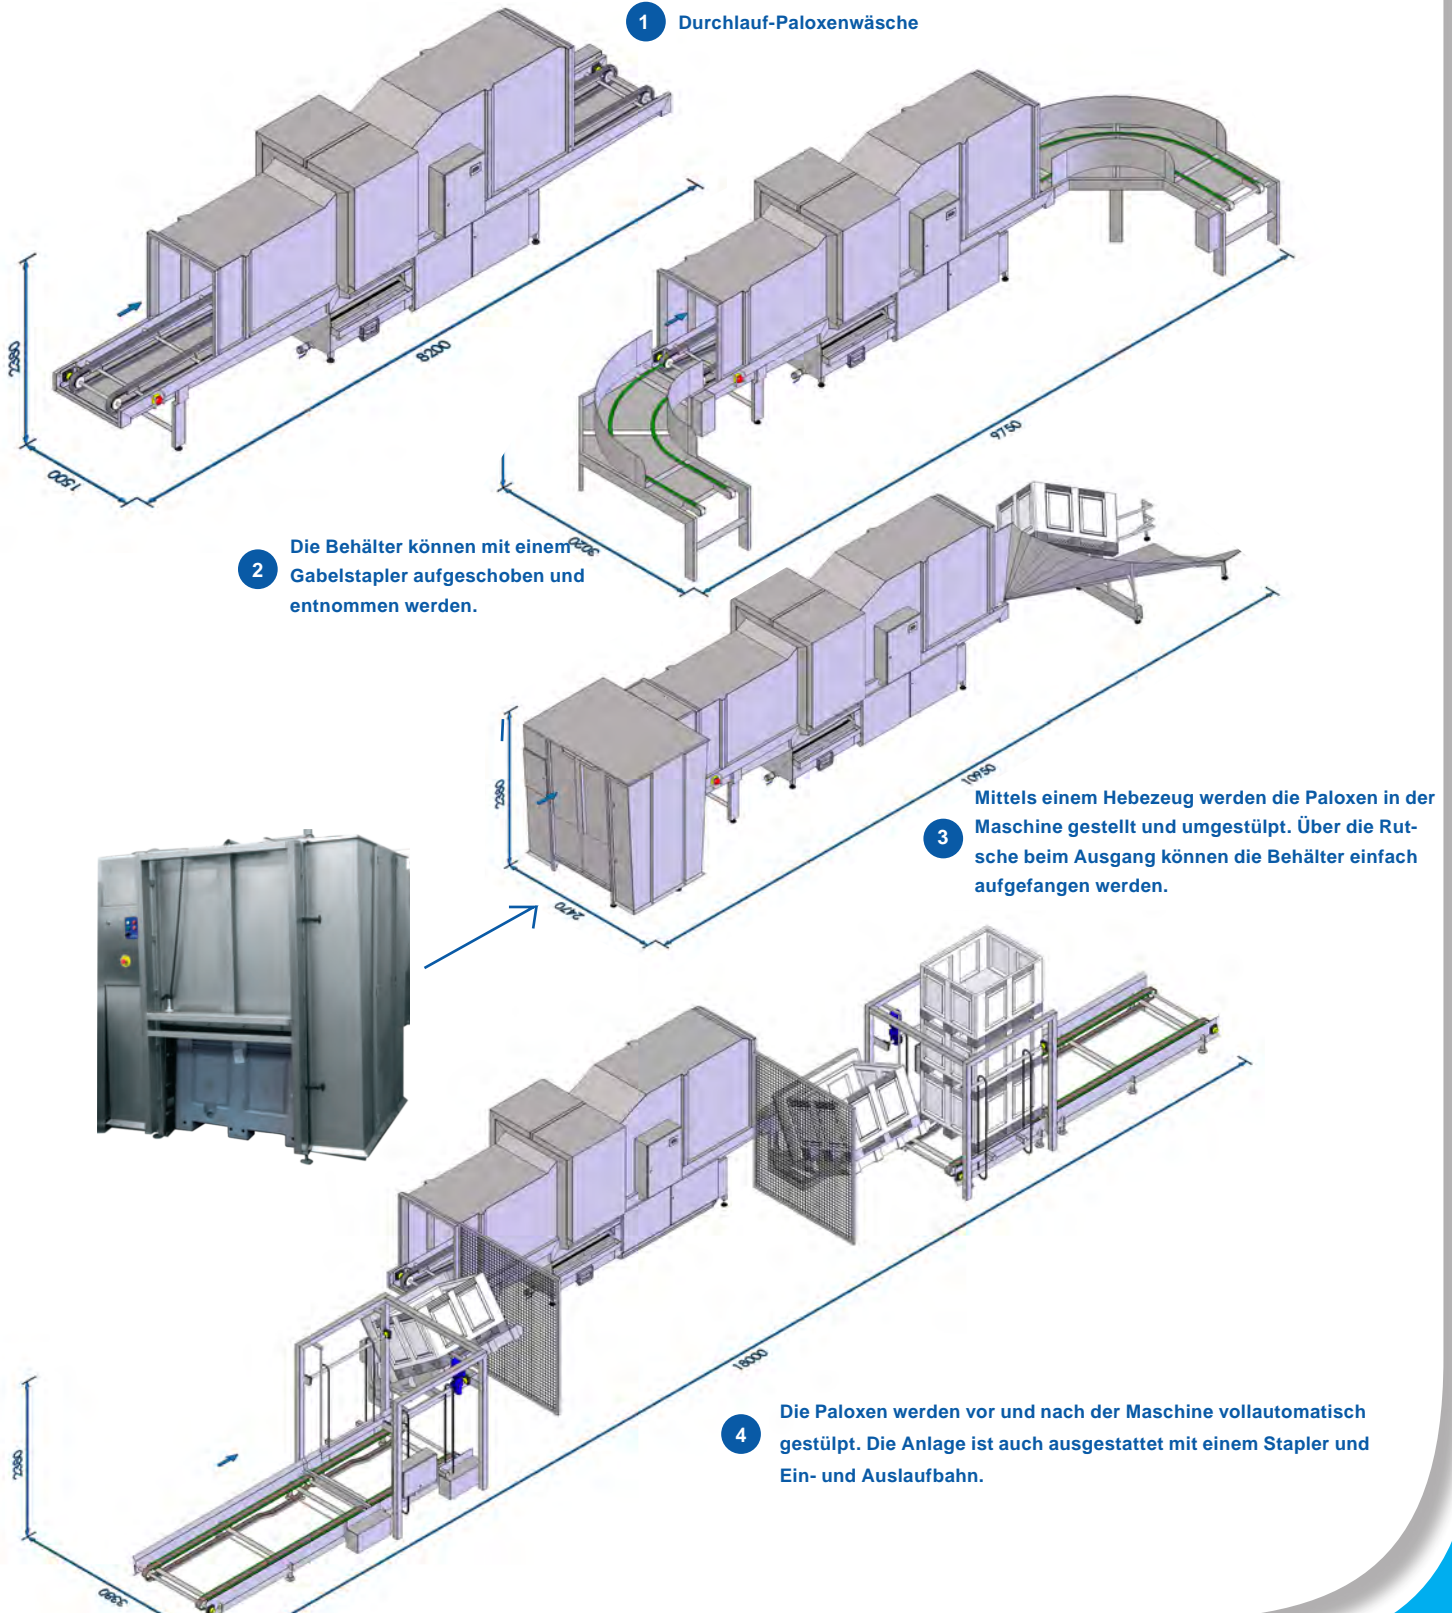 1 Durchlauf-Paloxenwäsche
2380
1500
8200
9750
3020
2 Die Behälter können mit einem
Gabelstapler aufgeschoben und
entnommen werden.
2380
2470
10950
3 Mittels einem Hebezeug werden die Paloxen in der
Maschine gestellt und umgestülpt. Über die Rut-
sche beim Ausgang können die Behälter einfach
aufgefangen werden.
2380
3380
18000
4 Die Paloxen werden vor und nach der Maschine vollautomatisch
gestülpt. Die Anlage ist auch ausgestattet mit einem Stapler und
Ein- und Auslaufbahn.